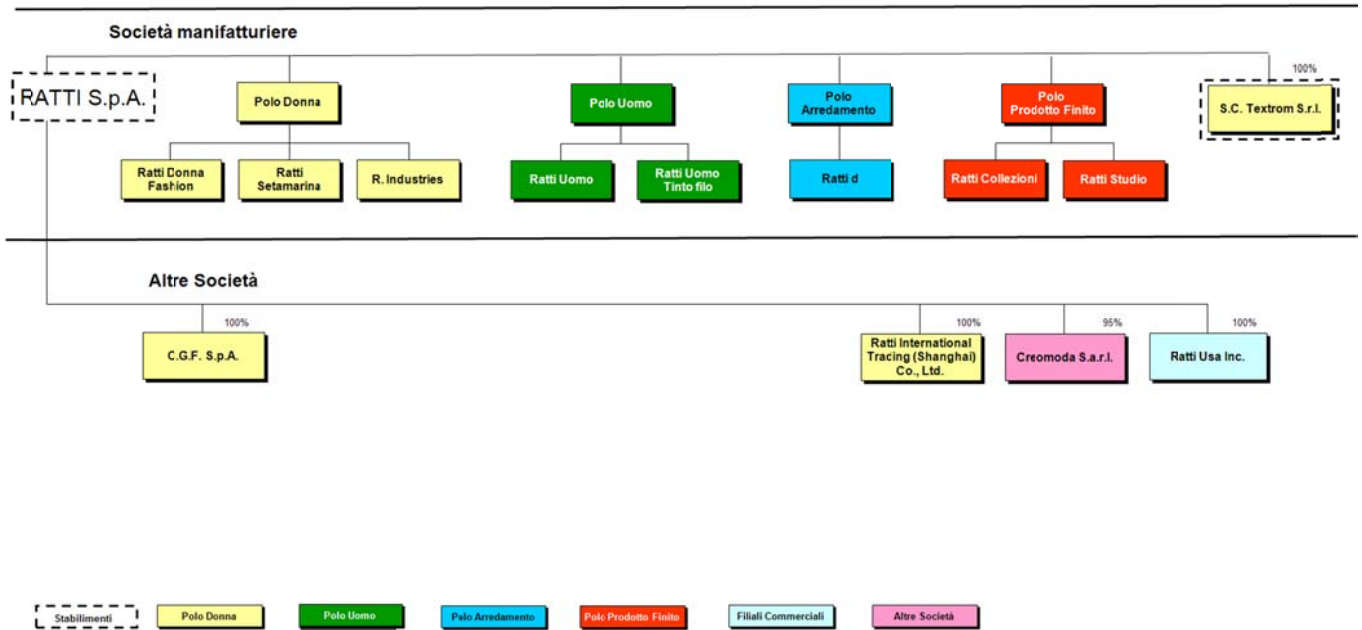 Società manifatturiere
100%
RATTI S.p.A.
Polo Donna
Polo Uomo
Polo
Arredamento
Polo
Prodotto Finito
S.C. Textrom S.r.l.
Ratti Donna
Fashion
Ratti
Setamarina
R. Industries
Ratti Uomo
Ratti Uomo
Tinto filo
Ratti d
Ratti Collezioni
Ratti Studio
Altre Società
100%
100%
95%
100%
C.G.F. S.p.A.
Ratti International
Tracing (Shanghai)
Co., Ltd.
Creomoda S.a.r.l.
Ratti Usa Inc.
Stabilimenti
Polo Donna
Polo Uomo
Polo Arredamento
Polo Prodotto Finito
Filiali Commerciali
Altre Società